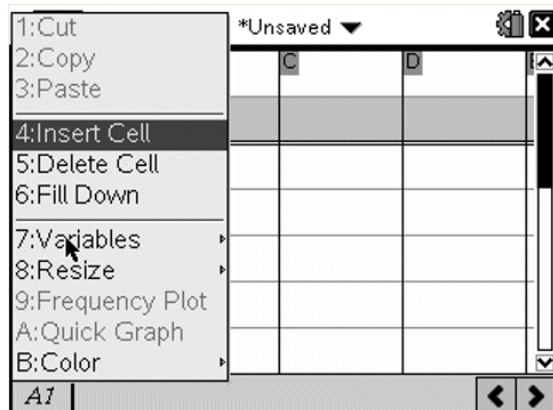 1:Cut
*Unsaved
2:Copy
C
D
3:Paste
4:Insert Cell
5:Delete Cell
6:Fill Down
7:Variables
8:Resize
9:Frequency Plot
A:Quick Graph
B:Color
A1